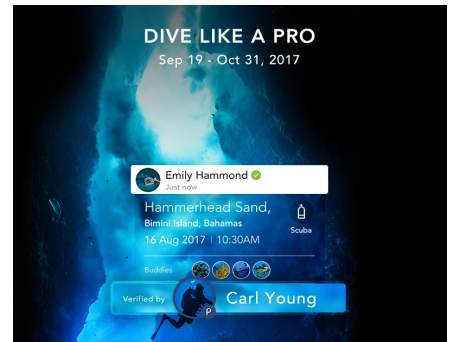 DIVE LIKE A PRO
Sep 19 - Oct 31, 2017
Emily Hammond
Just now
Hammerhead Sand,
Bimini Island, Bahamas
16 Aug 2017 | 10:30AM
Scuba
Buddies
Verified by
P
Carl Young